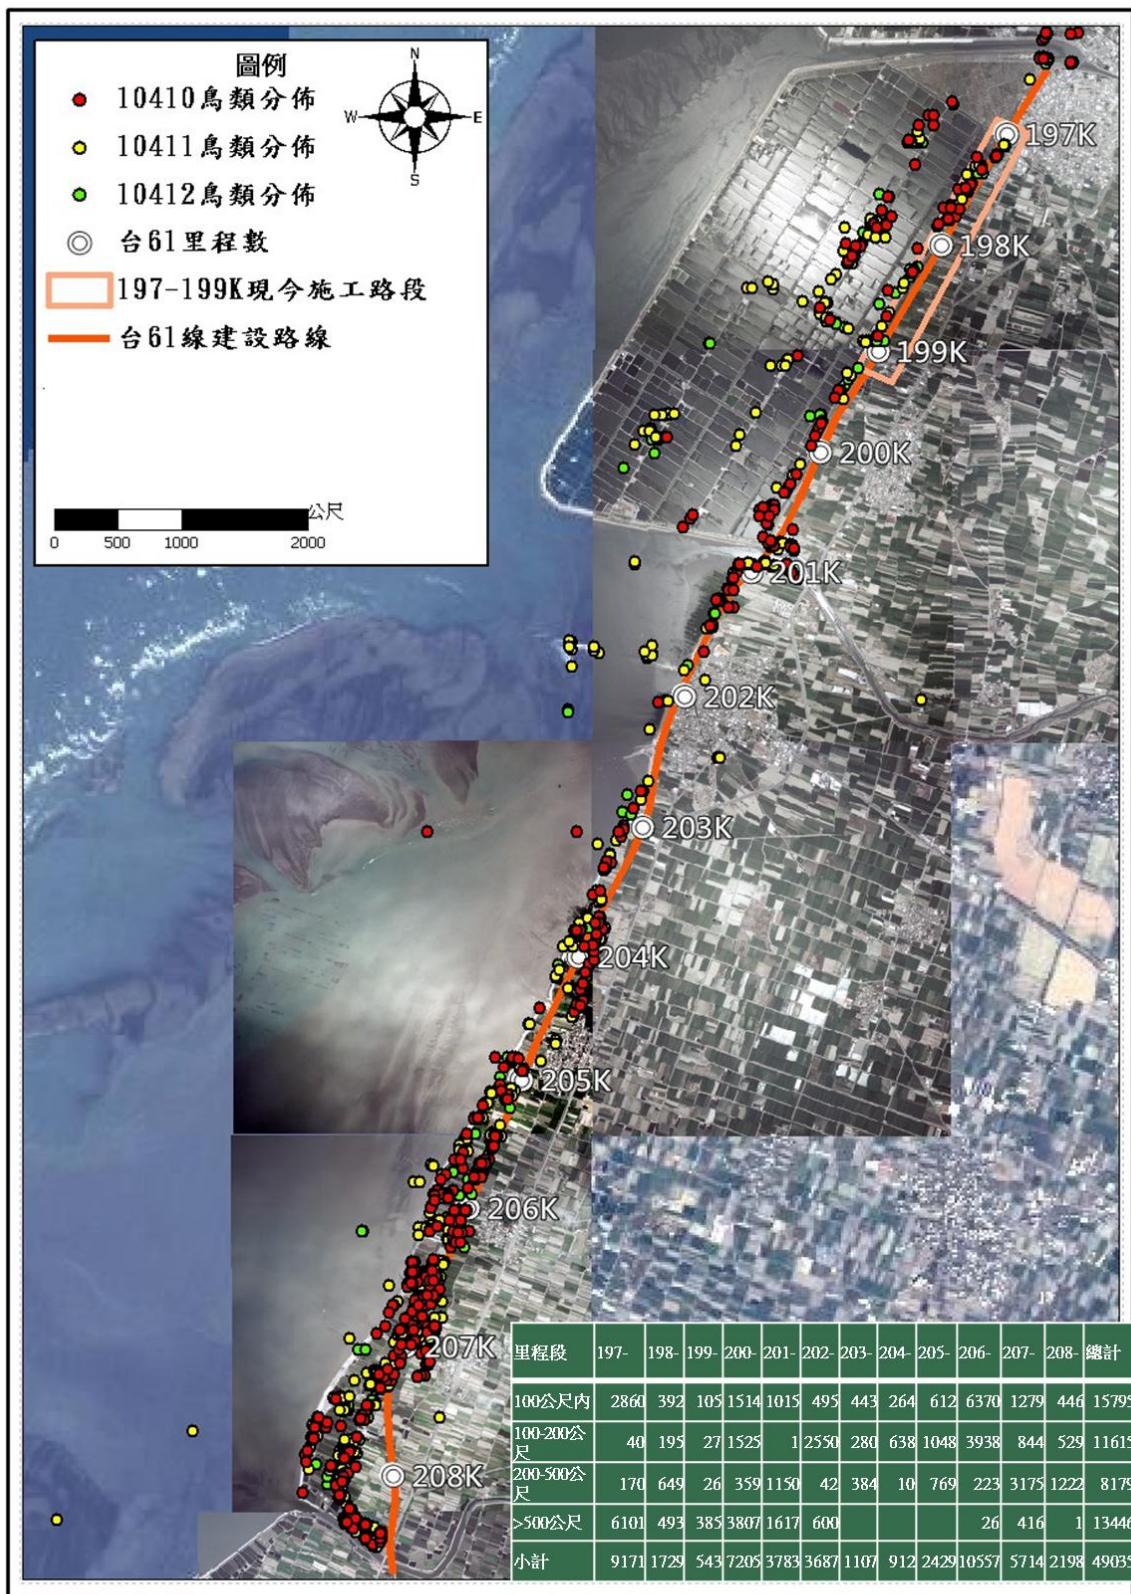 圖例
10410鳥類分佈
10411鳥類分佈
10412鳥類分佈
台61里程數
197-199K現今施工路段
台61線建設路線
N
W E
S
公尺
0 500 1000 2000
197K
198K
199K
200K
201K
202K
203K
204K
205K
206K
207K
208K
里程段 197- 198- 199- 200- 201- 202- 203- 204- 205- 206- 207- 208- 總計
100公尺內 2860 392 105 1514 1015 495 443 264 612 6370 1279 446 15795
100-200公尺 40 195 27 1525 1 2550 280 638 1048 3938 844 529 11615
200-500公尺 170 649 26 359 1150 42 384 10 769 223 3175 1222 8179
>500公尺 6101 493 385 3807 1617 600 26 416 1 13446
小計 9171 1729 543 7205 3783 3687 1107 912 2429 10557 5714 2198 49035